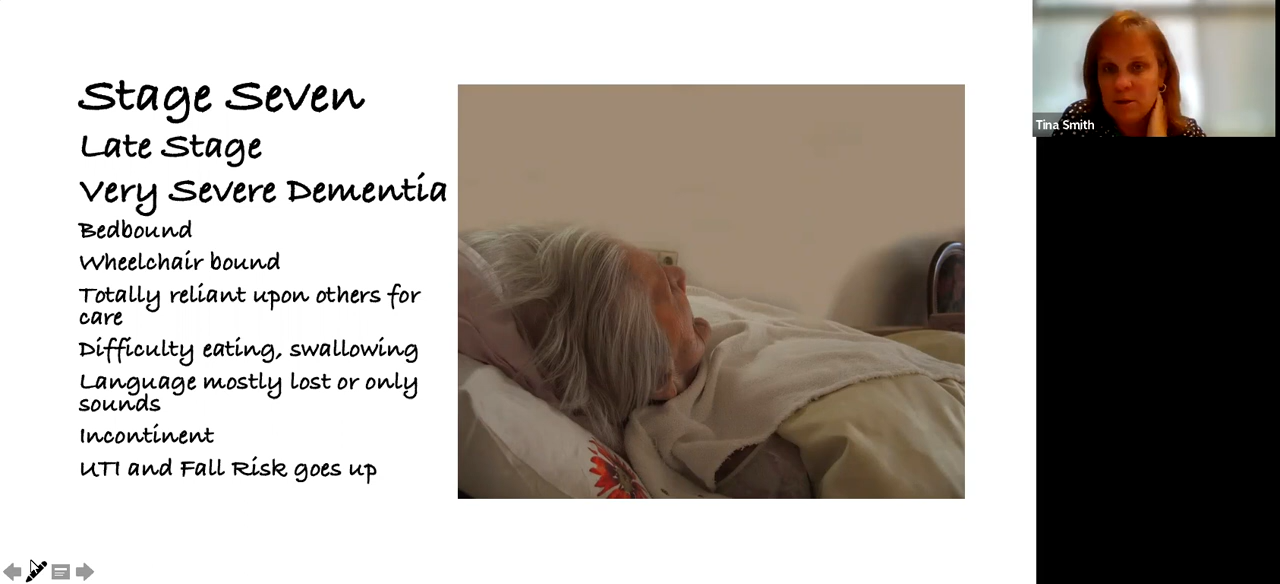 Stage Seven
Late Stage
Very Severe Dementia
Bedbound
Wheelchair bound
Totally reliant upon others for
care
Difficulty eating, swallowing
Language mostly lost or only
sounds
Incontinent
UTI and Fall Risk goes up
Tina Smith